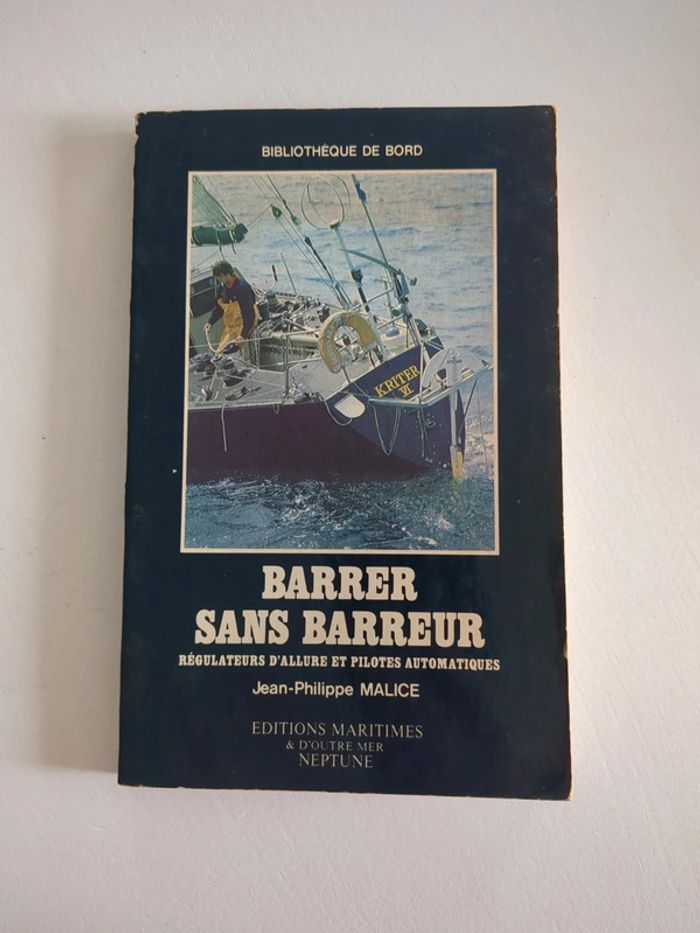 BIBLIOTHÈQUE DE BORD
KRITER
VI
BARRER
SANS BARREUR
RÉGULATEURS D'ALLURE ET PILOTES AUTOMATIQUES
Jean-Philippe MALICE
EDITIONS MARITIMES
& D'OUTRE MER
NEPTUNE